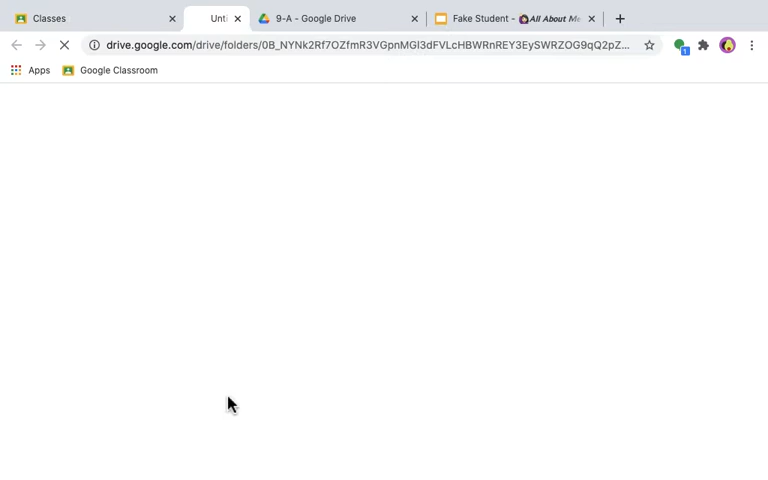 Classes
Unti
9-A - Google Drive
Fake Student - 👩🏻All About Me
drive.google.com/drive/folders/0B_NYNk2Rf7OZfmR3VGpnMGl3dFVLcHBWRnREY3EySWRZOG9qQ2pZ...
1
Apps
Google Classroom